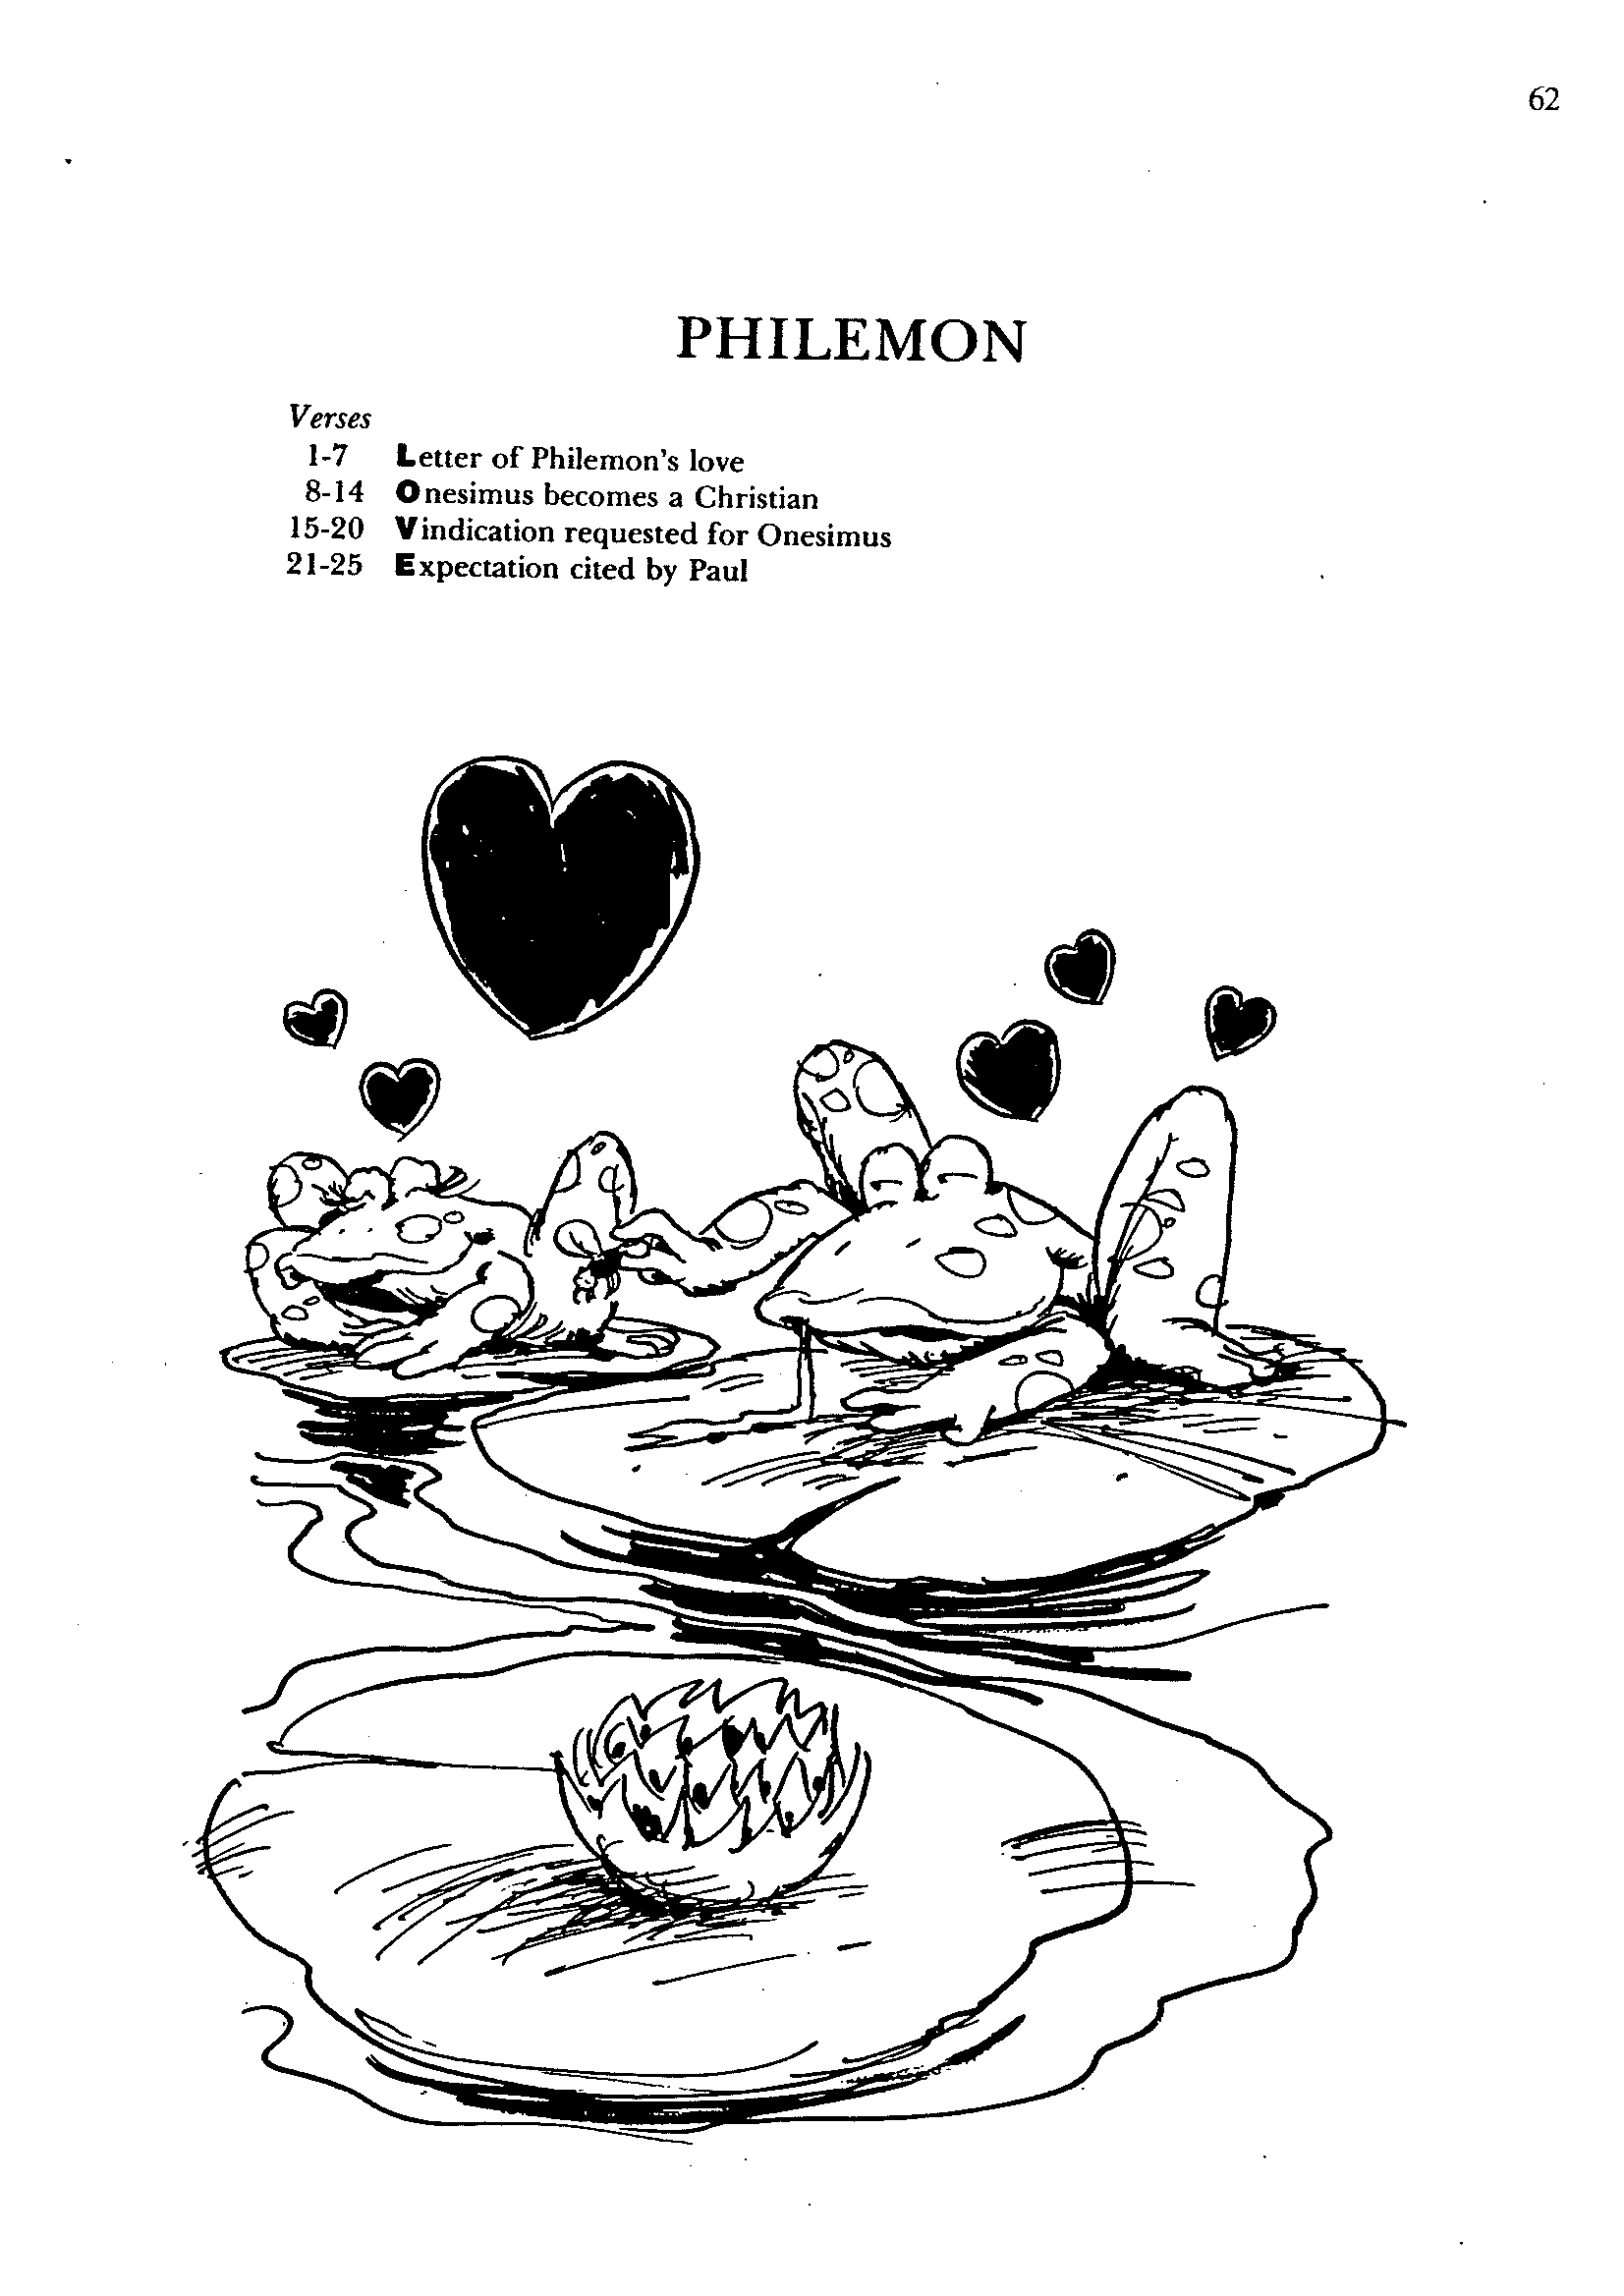 62
PHILEMON
Verses
1-7 Letter of Philemon's love
8-14 Onesimus becomes a Christian
15-20 Vindication requested for Onesimus
21-25 Expectation cited by Paul